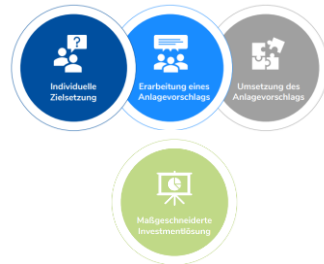 Individuelle
Zielsetzung
Erarbeitung eines
Anlagevorschlags
Umsetzung des
Anlagevorschlags
?
Maßgeschneiderte
Investmentlösung